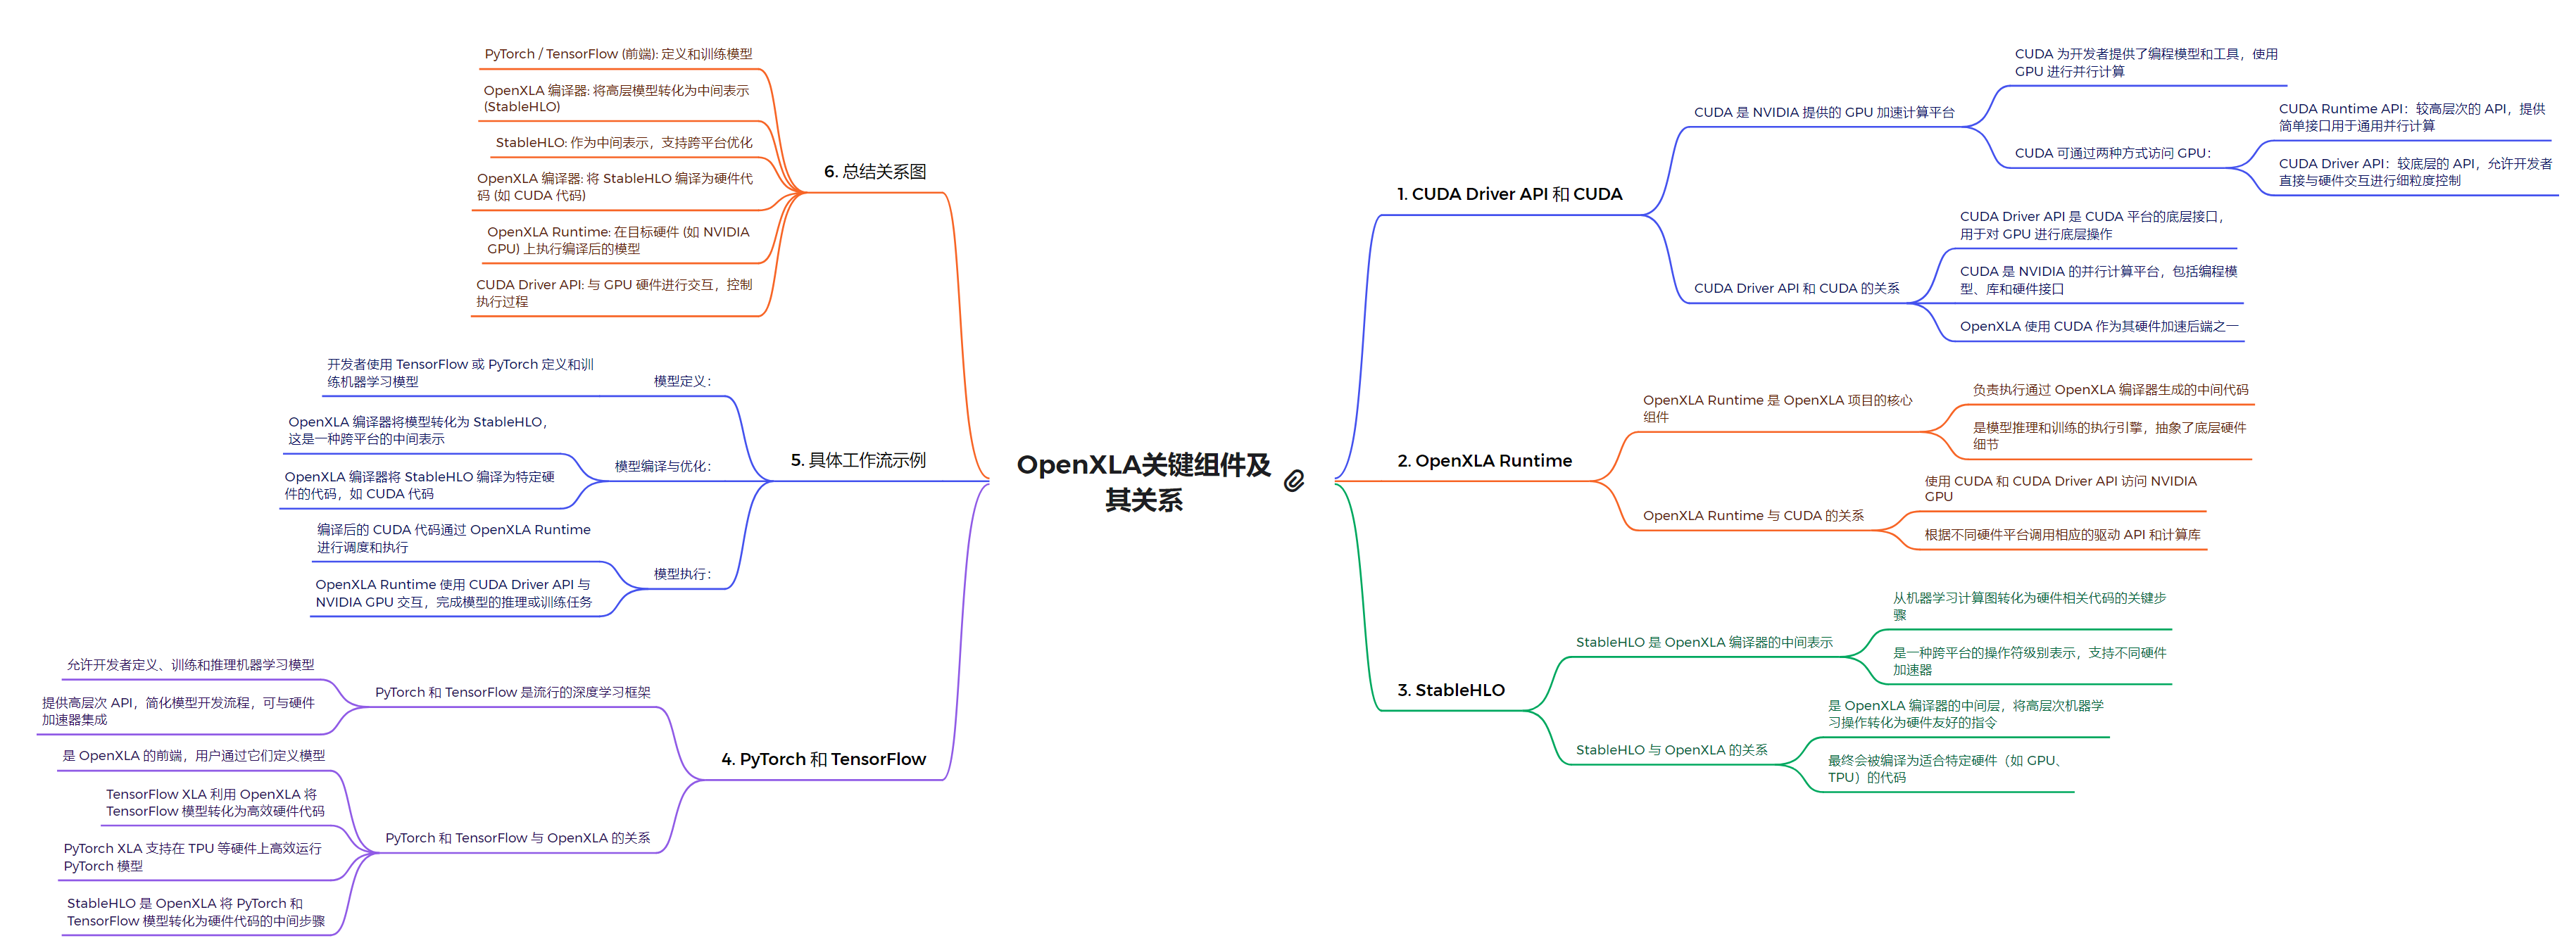 OpenXLA关键组件及
其关系
1. CUDA Driver API 和 CUDA
CUDA 是 NVIDIA 提供的 GPU 加速计算平台
CUDA 为开发者提供了编程模型和工具，使用
GPU 进行并行计算
CUDA 可通过两种方式访问 GPU：
CUDA Runtime API：较高层次的 API，提供
简单接口用于通用并行计算
CUDA Driver API：较底层的 API，允许开发者
直接与硬件交互进行细粒度控制
CUDA Driver API 和 CUDA 的关系
CUDA Driver API 是 CUDA 平台的底层接口，
用于对 GPU 进行底层操作
CUDA 是 NVIDIA 的并行计算平台，包括编程模
型、库和硬件接口
OpenXLA 使用 CUDA 作为其硬件加速后端之一
2. OpenXLA Runtime
OpenXLA Runtime 是 OpenXLA 项目的核心
组件
负责执行通过 OpenXLA 编译器生成的中间代码
是模型推理和训练的执行引擎，抽象了底层硬件
细节
OpenXLA Runtime 与 CUDA 的关系
使用 CUDA 和 CUDA Driver API 访问 NVIDIA
GPU
根据不同硬件平台调用相应的驱动 API 和计算库
3. StableHLO
StableHLO 是 OpenXLA 编译器的中间表示
从机器学习计算图转化为硬件相关代码的关键步
骤
是一种跨平台的操作符级别表示，支持不同硬件
加速器
StableHLO 与 OpenXLA 的关系
是 OpenXLA 编译器的中间层，将高层次机器学
习操作转化为硬件友好的指令
最终会被编译为适合特定硬件（如 GPU、
TPU）的代码
4. PyTorch 和 TensorFlow
PyTorch 和 TensorFlow 是流行的深度学习框架
允许开发者定义、训练和推理机器学习模型
提供高层次 API，简化模型开发流程，可与硬件
加速器集成
PyTorch 和 TensorFlow 与 OpenXLA 的关系
是 OpenXLA 的前端，用户通过它们定义模型
TensorFlow XLA 利用 OpenXLA 将
TensorFlow 模型转化为高效硬件代码
PyTorch XLA 支持在 TPU 等硬件上高效运行
PyTorch 模型
StableHLO 是 OpenXLA 将 PyTorch 和
TensorFlow 模型转化为硬件代码的中间步骤
5. 具体工作流示例
模型定义：
开发者使用 TensorFlow 或 PyTorch 定义和训
练机器学习模型
模型编译与优化：
OpenXLA 编译器将模型转化为 StableHLO，
这是一种跨平台的中间表示
OpenXLA 编译器将 StableHLO 编译为特定硬
件的代码，如 CUDA 代码
模型执行：
编译后的 CUDA 代码通过 OpenXLA Runtime
进行调度和执行
OpenXLA Runtime 使用 CUDA Driver API 与
NVIDIA GPU 交互，完成模型的推理或训练任务
6. 总结关系图
PyTorch / TensorFlow (前端): 定义和训练模型
OpenXLA 编译器: 将高层模型转化为中间表示
(StableHLO)
StableHLO: 作为中间表示，支持跨平台优化
OpenXLA 编译器: 将 StableHLO 编译为硬件代
码 (如 CUDA 代码)
OpenXLA Runtime: 在目标硬件 (如 NVIDIA
GPU) 上执行编译后的模型
CUDA Driver API: 与 GPU 硬件进行交互，控制
执行过程